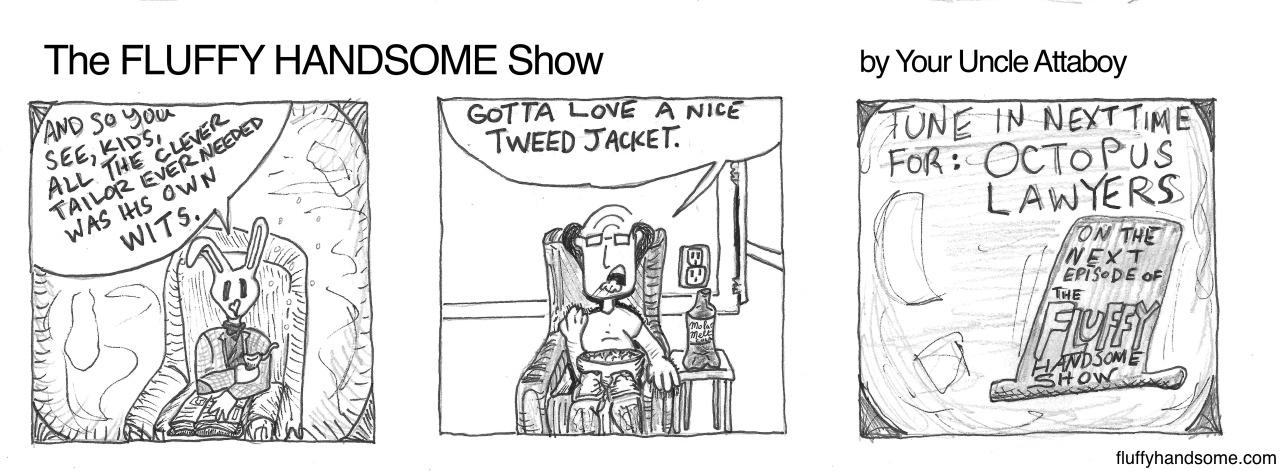 The FLUFFY HANDSOME Show
by Your Uncle Attaboy
AND SO YOU
SEE, KIDS,
ALL THE CLEVER
TAILOR EVER NEEDED
WAS HIS OWN
WITS.
GOTTA LOVE A NICE
TWEED JACKET.
Molar
Melt
TUNE IN NEXT TIME
FOR: OCTOPUS
LAWYERS
ON THE
NEXT
EPISODE OF
THE
FLUFFY
HANDSOME
SHOW
fluffyhandsome.com